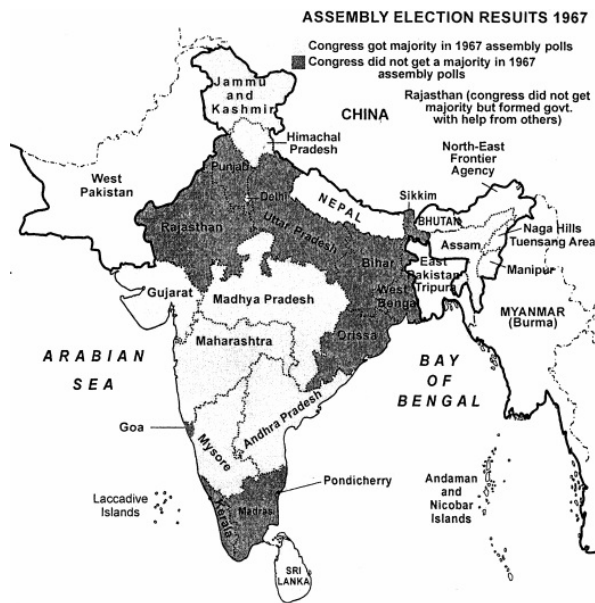 ASSEMBLY ELECTION RESUITS 1967
Congress got majority in 1967 assembly polls
Congress did not get a majority in 1967
assembly polls
Rajasthan (congress did not get
majority but formed govt.
with help from others)
Jammu
and
Kashmir
CHINA
Himachal
Pradesh
North-East
Frontier
Agency
West
Pakistan
Punjab
Delhi
NEPAL
Sikkim
BHUTAN
Rajasthan
Uttar Pradesh
Assam
Naga Hills
Tuensang Area
Bihar
East
Pakistan
Tripuri
Manipur
Gujarat
Madhya Pradesh
West
Bengal
MYANMAR
(Burma)
Maharashtra
Orissa
ARABIAN
SEA
BAY
OF
BENGAL
Goa
Mysore
Andhra Pradesh
Pondicherry
Laccadive
Islands
Kerala
Madras
Andaman
and
Nicobar
Islands
SRI
LANKA